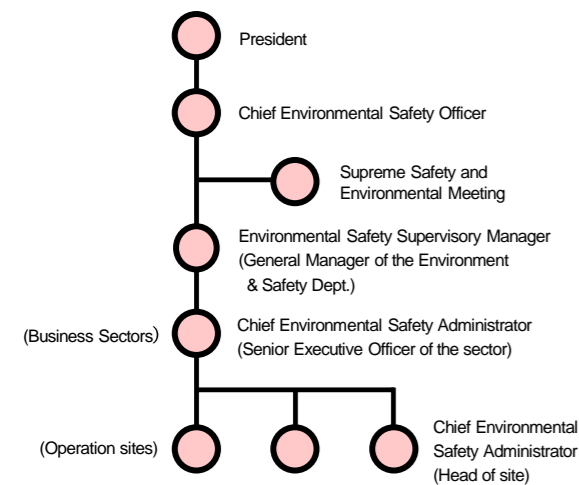 President
Chief Environmental Safety Officer
Supreme Safety and
Environmental Meeting
Environmental Safety Supervisory Manager
(General Manager of the Environment
& Safety Dept.)
(Business Sectors)
Chief Environmental Safety Administrator
(Senior Executive Officer of the sector)
(Operation sites)
Chief Environmental
Safety Administrator
(Head of site)